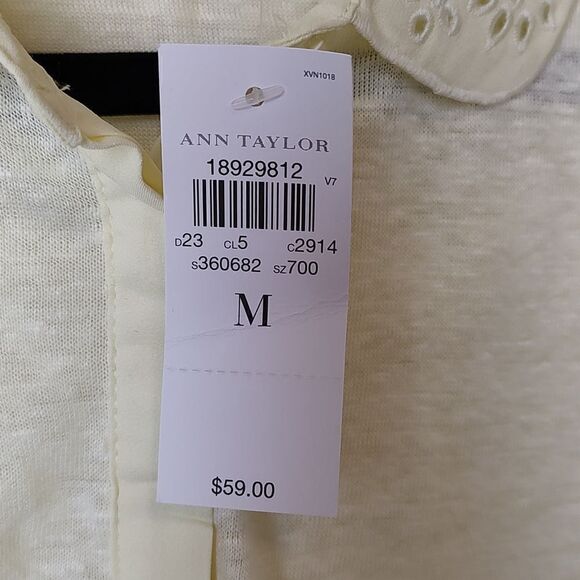 XVN1018
ANN TAYLOR
18929812
V7
D23 CL5 C2914
S360682 SZ700
M
$59.00